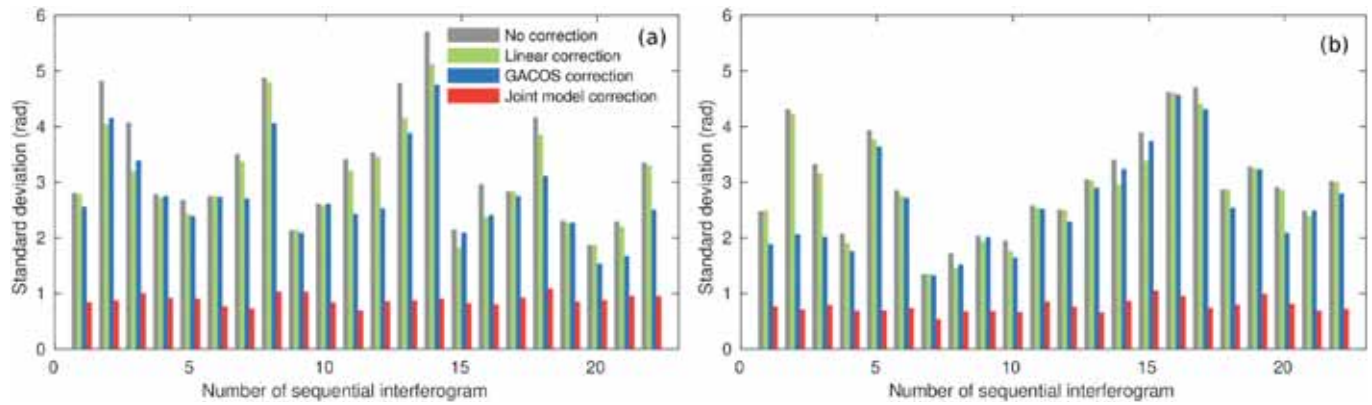 6
5
4
3
2
1
0
Standard deviation (rad)
No correction
Linear correction
GACOS correction
Joint model correction
(a)
0
5
10
15
20
Number of sequential interferogram
6
5
4
3
2
1
0
Standard deviation (rad)
(b)
0
5
10
15
20
Number of sequential interferogram